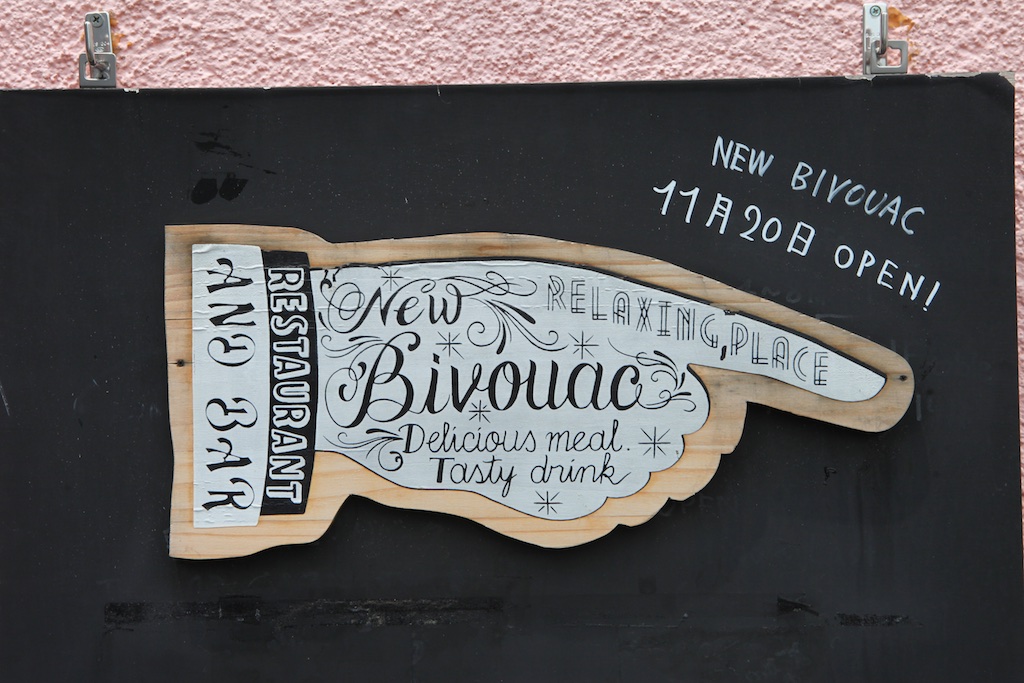 NEW BIVOUAC
11月20日 OPEN!
AND BAR
RESTAURANT
New
RELAXING, PLACE
Bivouac
Delicious meal.
Tasty drink